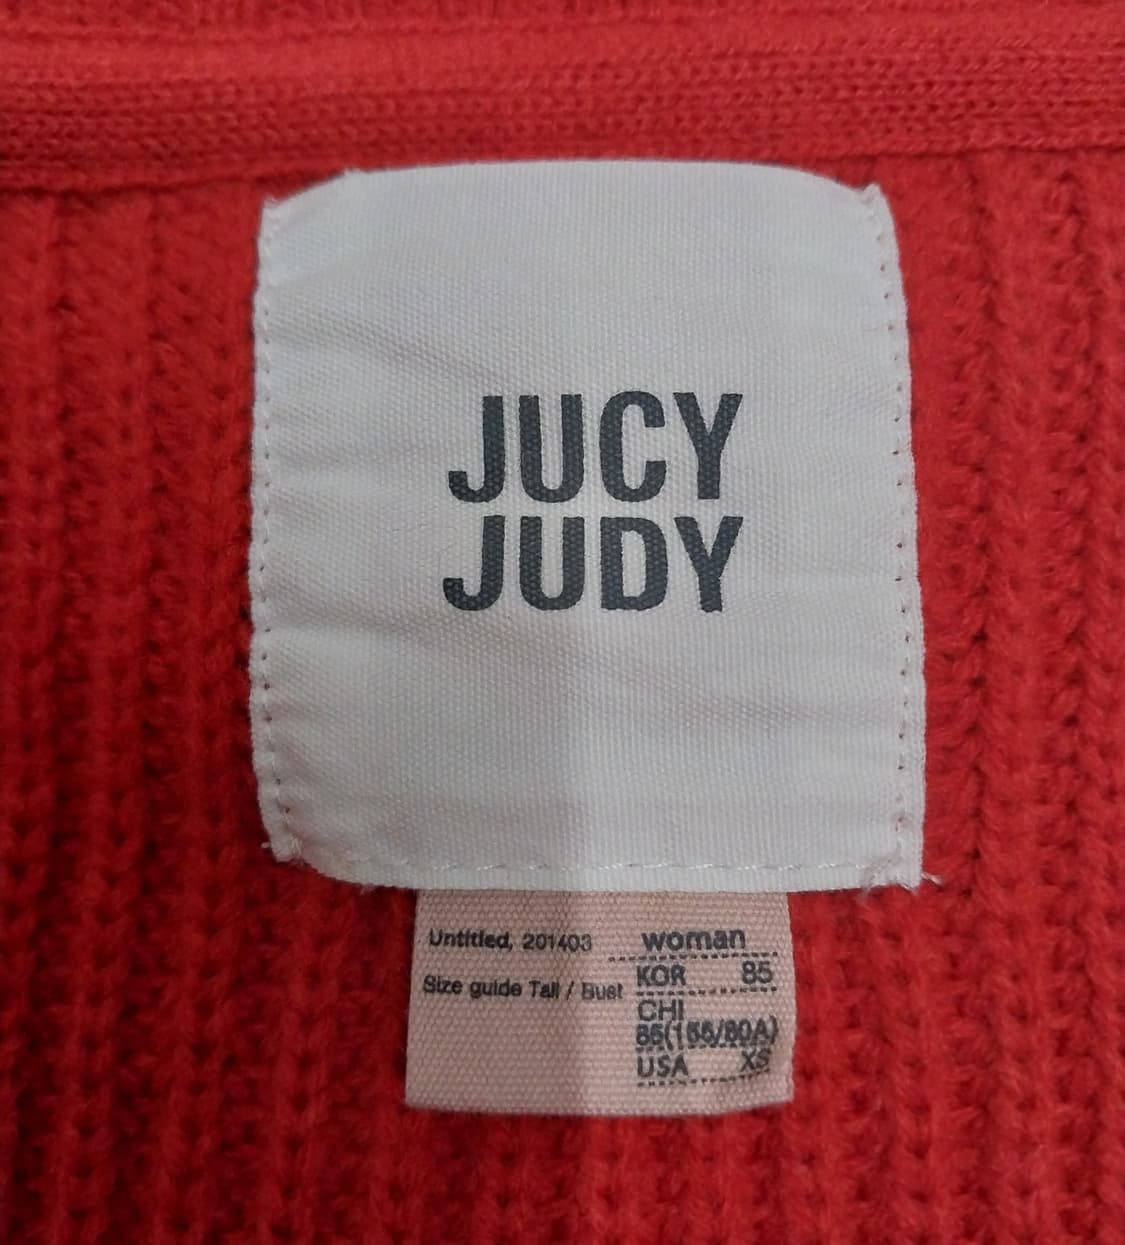 JUCY
JUDY
Untitled, 201403
Size guide Tall / Bust
woman
KOR 85
CHI
85(155/80A)
USA XS